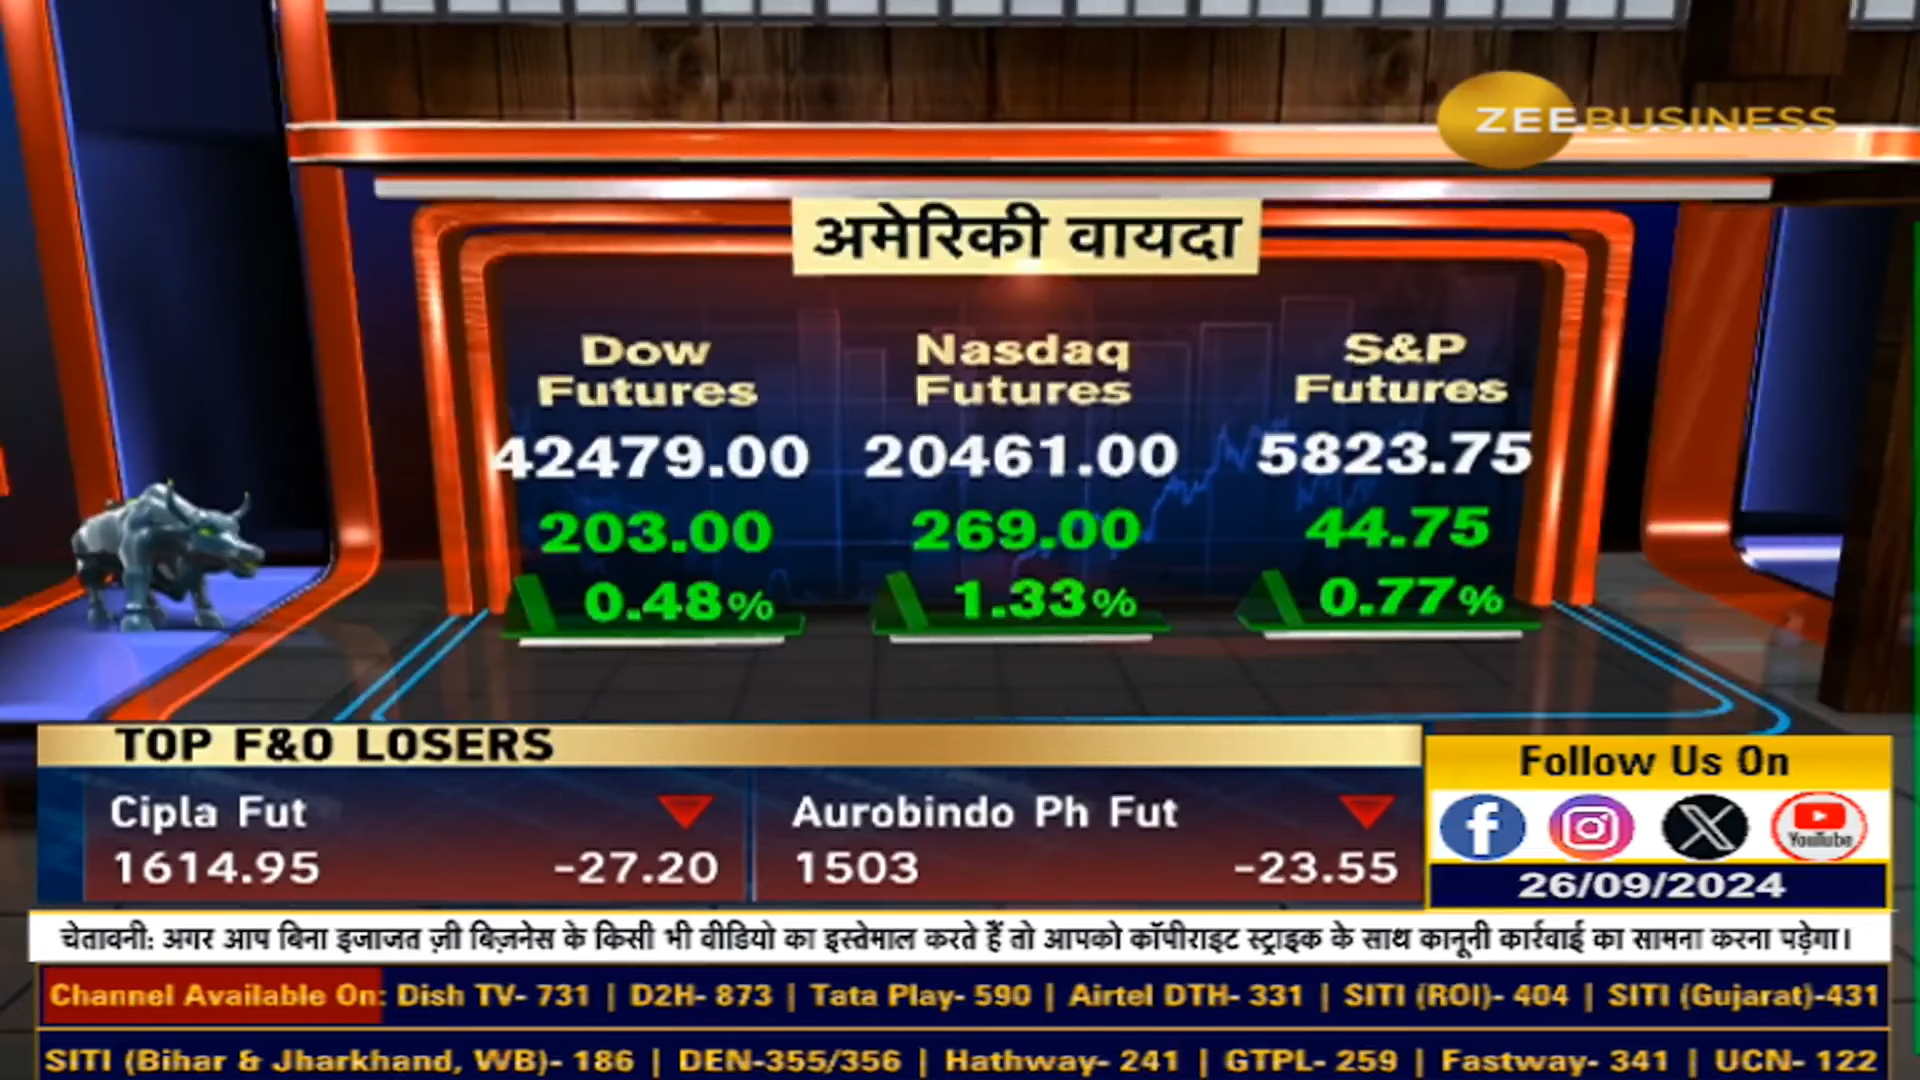 ZEEBUSINESS
अमेरिकी वायदा
Dow Futures
42479.00
203.00
0.48%
Nasdaq Futures
20461.00
269.00
1.33%
S&P Futures
5823.75
44.75
0.77%
TOP F&O LOSERS
Cipla Fut
1614.95 -27.20
Aurobindo Ph Fut
1503 -23.55
Follow Us On
YouTube
26/09/2024
चेतावनी: अगर आप बिना इजाजत ज़ी बिज़नेस के किसी भी वीडियो का इस्तेमाल करते हैं तो आपको कॉपीराइट स्ट्राइक के साथ कानूनी कार्रवाई का सामना करना पड़ेगा।
Channel Available On: Dish TV- 731 | D2H- 873 | Tata Play- 590 | Airtel DTH- 331 | SITI (ROI)- 404 | SITI (Gujarat)-431
SITI (Bihar & Jharkhand, WB)- 186 | DEN-355/356 | Hathway- 241 | GTPL- 259 | Fastway- 341 | UCN- 122